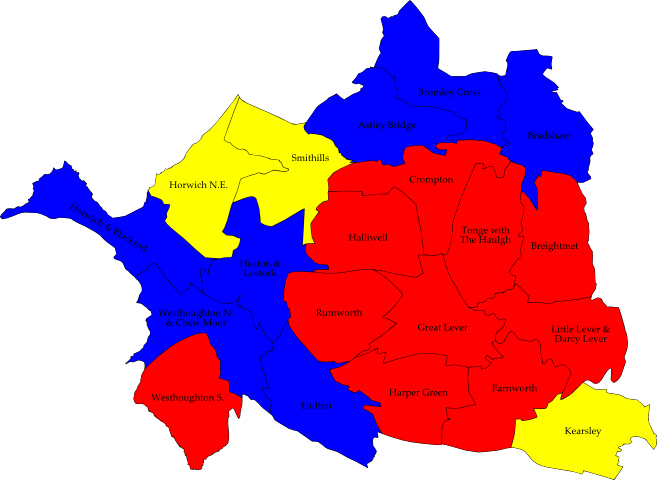 Bromley Cross
Astley Bridge
Bradshaw
Smithills
Crompton
Horwich N.E.
Horwich & Blackrod
Halliwell
Tonge with
The Haulgh
Breightmet
Heaton &
Lostock
Westhoughton N.
& Chew Moor
Rumworth
Great Lever
Little Lever &
Darcy Lever
Westhoughton S.
Hulton
Harper Green
Farnworth
Kearsley